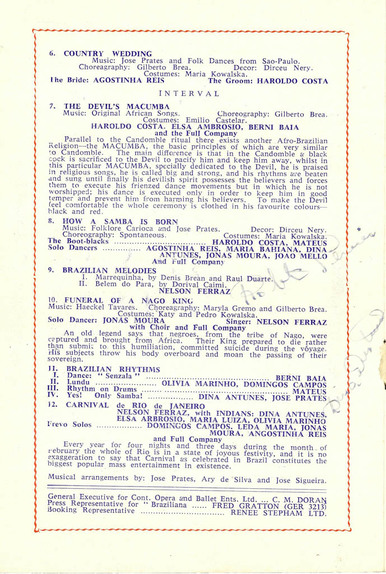 6. COUNTRY WEDDING
Music: Jose Prates and Folk Dances from Sao-Paulo.
Choreography: Gilberto Brea. Decor: Dirceu Nery.
Costumes: Maria Kowalska.
The Bride: AGOSTINHA REIS The Groom: HAROLDO COSTA
INTERVAL
7. THE DEVIL'S MACUMBA
Music: Original African Songs. Choreography: Gilberto Brea.
Costumes: Emilio Castelar.
HAROLDO COSTA, ELSA AMBROSIO, BERNI BAIA
and the Full Company
Parallel to the Candomble ritual there exists another Afro-Brazilian
Religion—the MACUMBA, the basic principles of which are very similar
to Candomble. The main difference is that in the Candomble a black
cock is sacrificed to the Devil to pacify him and keep him away, whilst in
this particular MACUMBA, specially dedicated to the Devil, he is praised
in religious songs, he is called big and strong, and his rhythms are beaten
and sung until finally his devilish spirit possesses the believers and forces
them to execute his frienzed dance movements but in which he is not
worshipped; his dance is executed only in order to keep him in good
temper and prevent him from harming his believers. To make the Devil
feel comfortable the whole ceremony is clothed in his favourite colours—
black and red.
8. HOW A SAMBA IS BORN
Music: Folklore Carioca and Jose Prates. Decor: Dirceu Nery.
Choreography: Spontaneous. Costumes: Maria Kowalska.
The Boot-blacks ........ HAROLDO COSTA, MATEUS
Solo Dancers ........ AGOSTINHA REIS, MARIA BAHIANA, DINA
ANTUNES, JONAS MOURA, JOAO MELLO
And Full Company
9. BRAZILIAN MELODIES
I. Marrequinha, by Denis Brean and Raul Duarte.
II. Belem do Para, by Dorival Caimi.
NELSON FERRAZ
10. FUNERAL OF A NAGO KING
Music: Haeckel Tavares. Choreography: Maryla Gremo and Gilberto Brea.
Costumes: Katy and Pedro Kowalska.
Solo Dancer: JONAS MOURA Singer: NELSON FERRAZ
with Choir and Full Company
An old legend says that negroes, from the tribe of Nago, were
captured and brought from Africa. Their King prepared to die rather
than submit to this humiliation, committed suicide during the voyage.
His subjects throw his body overboard and moan the passing of their
sovereign.
11. BRAZILIAN RHYTHMS
I. Dance: "Senzala" ........ BERNI BAIA
II. Lundu ........ OLIVIA MARINHO, DOMINGOS CAMPOS
III. Rhythm on Drums ........ MATEUS
IV. Yes! Only Samba! ........ DINA ANTUNES, JOSE PRATES
12. CARNIVAL de RIO DE JANEIRO
NELSON FERRAZ, with INDIANS: DINA ANTUNES,
ELSA ARBROSIO, MARIA LUIZA, OLIVIA MARINHO
Frevo Solos ........ DOMINGOS CAMPOS, LEDA MARIA, JONAS
MOURA, ANGOSTINHA REIS
and Full Company
Every year for four nights and three days during the month of
February the whole of Rio is in a state of joyous festivity, and it is no
exaggeration to say that Carnival as celebrated in Brazil constitutes the
biggest popular mass entertainment in existence.
Musical arrangements by: Jose Prates, Ary de Silva and Jose Sigueira.
General Executive for Cont. Opera and Ballet Ents. Ltd. ... C. M. DORAN
Press Representative for "Braziliana ...... FRED GRATTON (GER 3213)
Booking Representative ........ RENEE STEPHAM LTD.